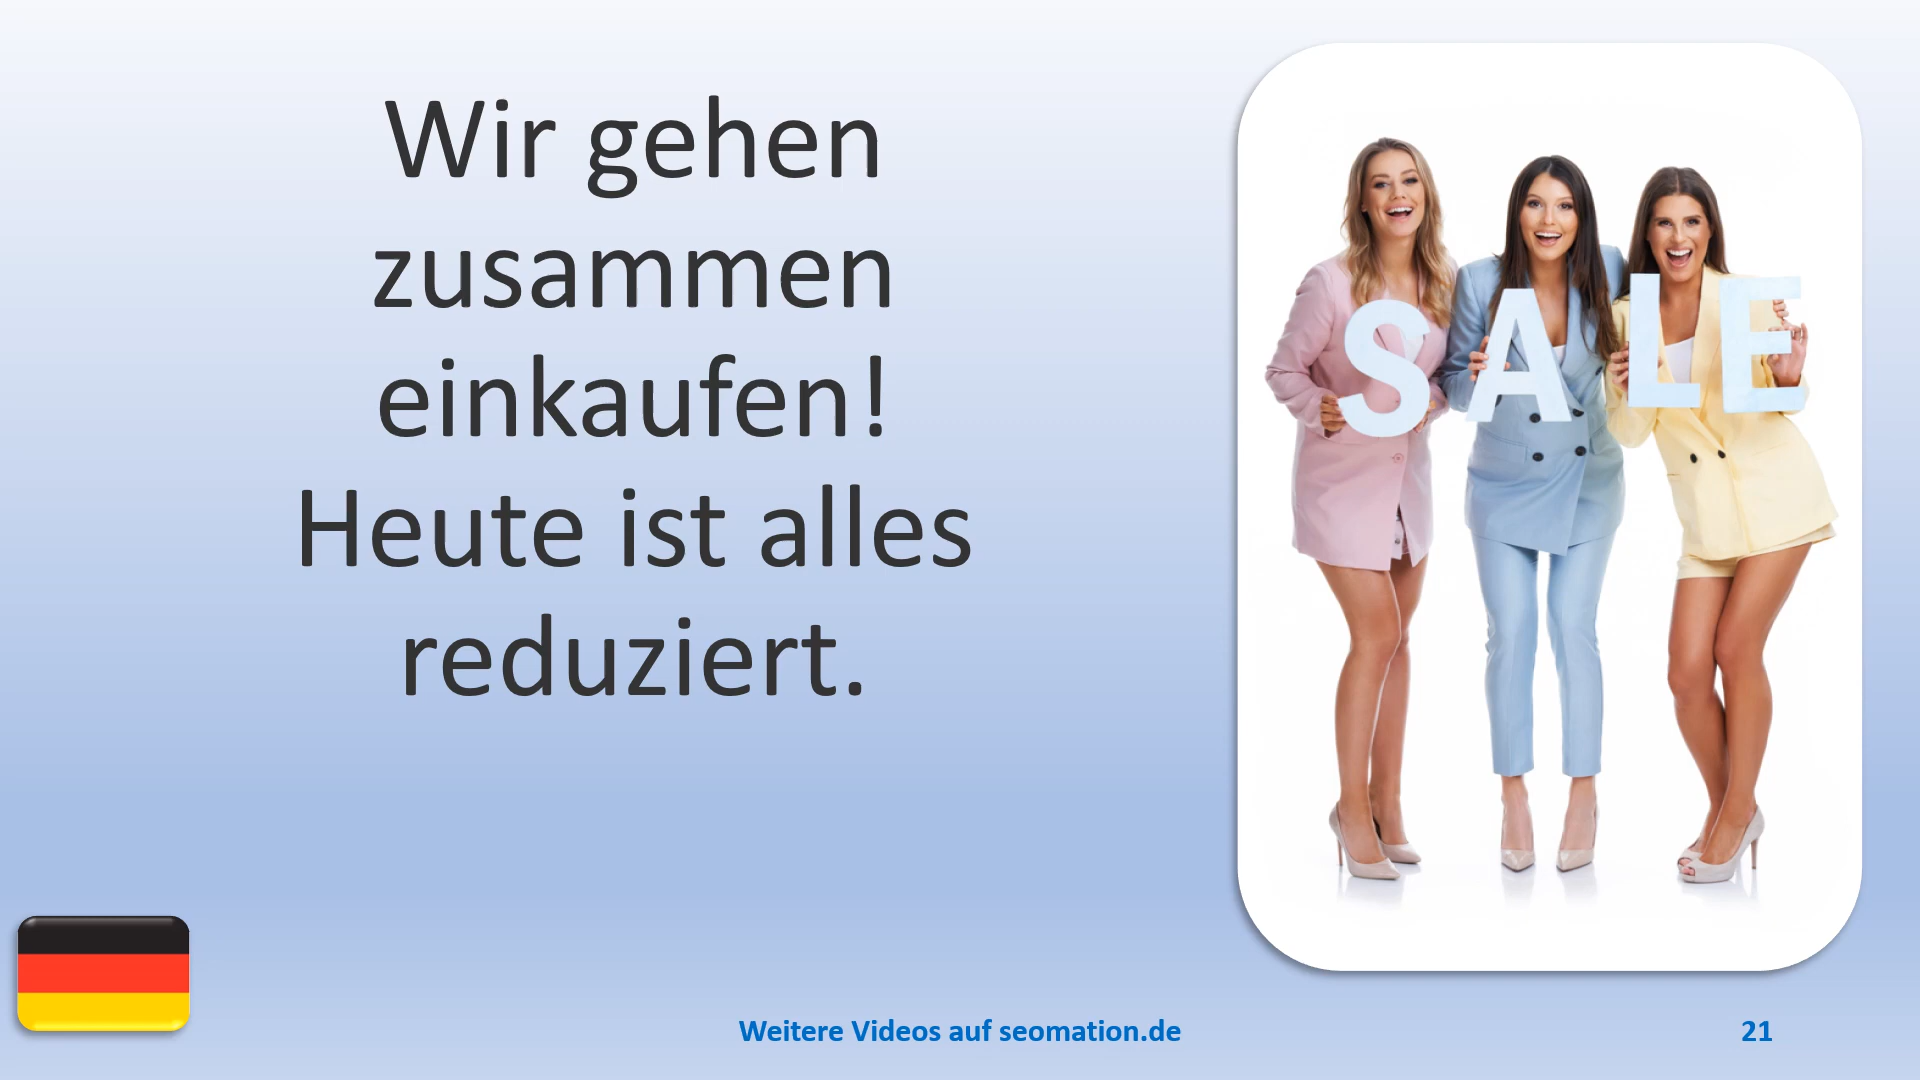 Wir gehen
zusammen
einkaufen!
Heute ist alles
reduziert.
SALE
Weitere Videos auf seomation.de
21